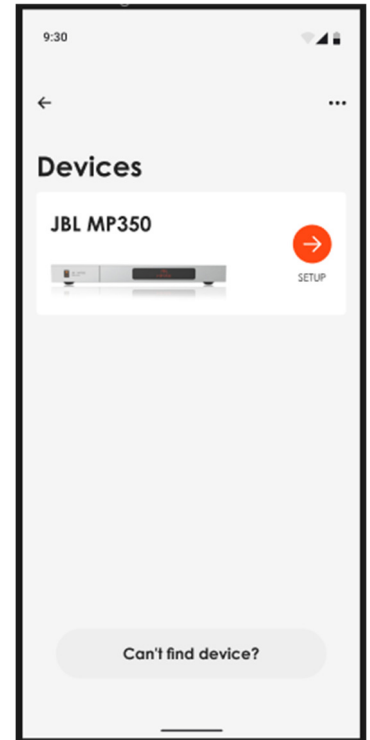 9:30
Devices
JBL MP350
SETUP
Can't find device?